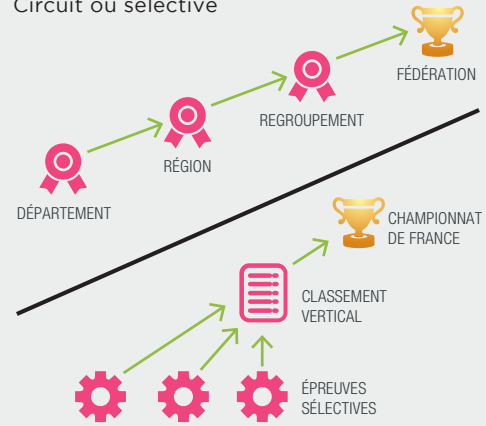 Circuit ou sélective
FÉDÉRATION
REGROUPEMENT
RÉGION
DÉPARTEMENT
CHAMPIONNAT
DE FRANCE
CLASSEMENT
VERTICAL
ÉPREUVES
SÉLECTIVES